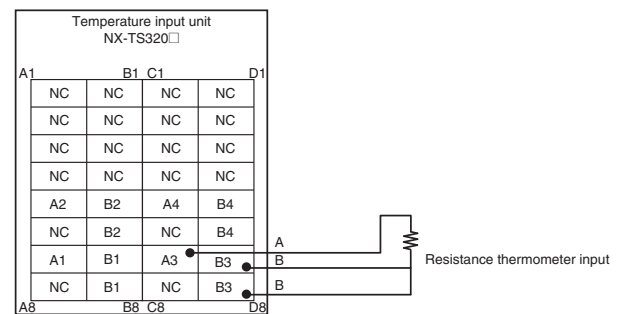 Temperature input unit
NX-TS320□
A1 B1 C1 D1
NC NC NC NC
NC NC NC NC
NC NC NC NC
NC NC NC NC
A2 B2 A4 B4
NC B2 NC B4
A
A1 B1 A3 B3
B
Resistance thermometer input
NC B1 NC B3
B
A8 B8 C8 D8